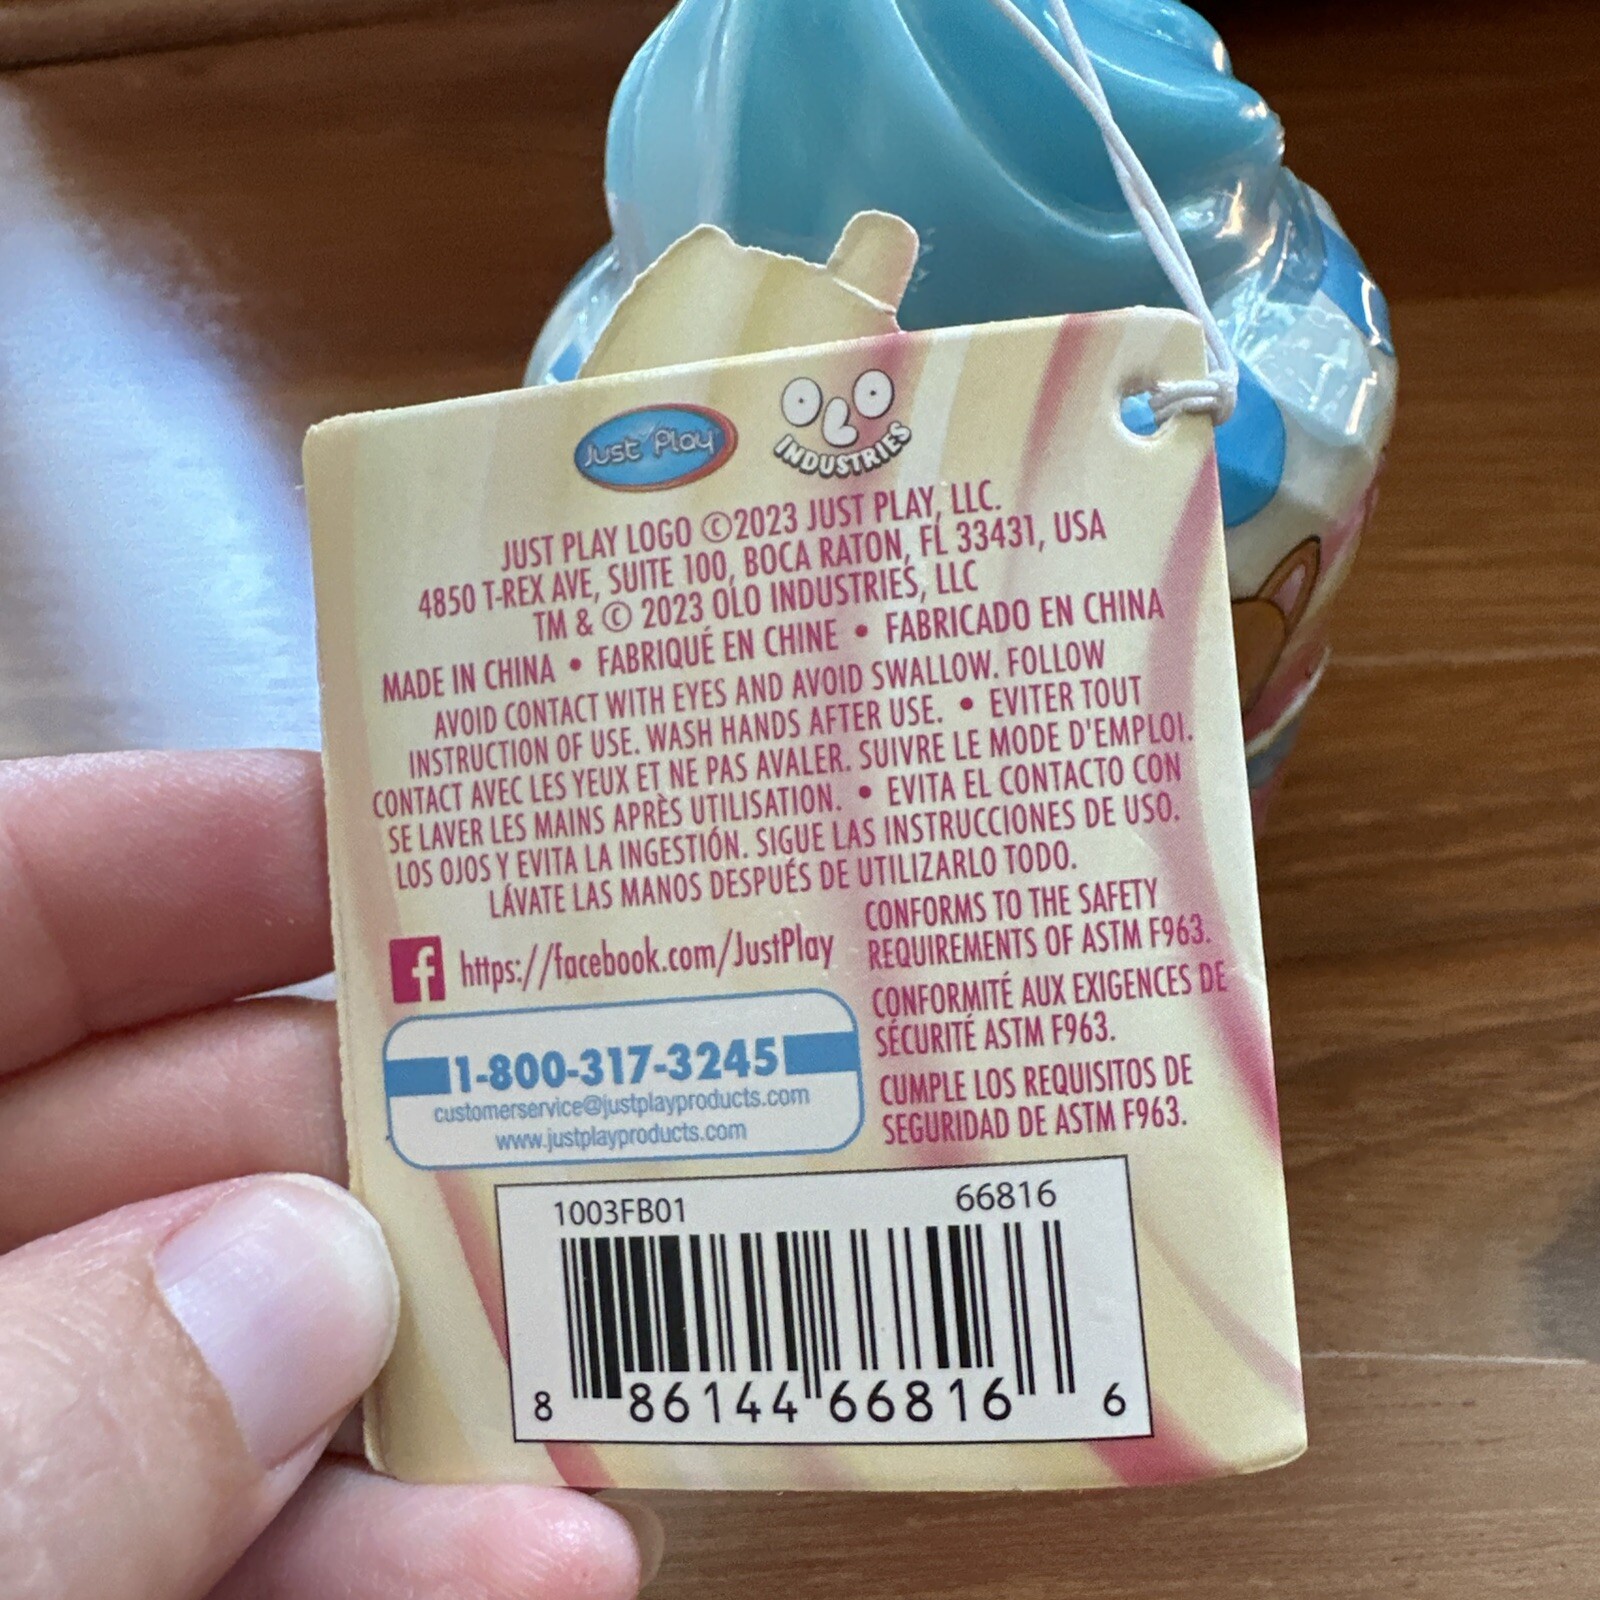 Just Play
OLO
INDUSTRIES
JUST PLAY LOGO ©2023 JUST PLAY, LLC.
4850 T-REX AVE, SUITE 100, BOCA RATON, FL 33431, USA
TM & © 2023 OLO INDUSTRIES, LLC
MADE IN CHINA • FABRIQUÉ EN CHINE • FABRICADO EN CHINA
AVOID CONTACT WITH EYES AND AVOID SWALLOW. FOLLOW
INSTRUCTION OF USE. WASH HANDS AFTER USE. • EVITER TOUT
CONTACT AVEC LES YEUX ET NE PAS AVALER. SUIVRE LE MODE D'EMPLOI.
SE LAVER LES MAINS APRÈS UTILISATION. • EVITA EL CONTACTO CON
LOS OJOS Y EVITA LA INGESTIÓN. SIGUE LAS INSTRUCCIONES DE USO.
LÁVATE LAS MANOS DESPUÉS DE UTILIZARLO TODO.
f https://facebook.com/JustPlay
1-800-317-3245
customerservice@justplayproducts.com
www.justplayproducts.com
CONFORMS TO THE SAFETY
REQUIREMENTS OF ASTM F963.
CONFORMITÉ AUX EXIGENCES DE
SÉCURITÉ ASTM F963.
CUMPLE LOS REQUISITOS DE
SEGURIDAD DE ASTM F963.
1003FB01 66816
8 86144 66816 6